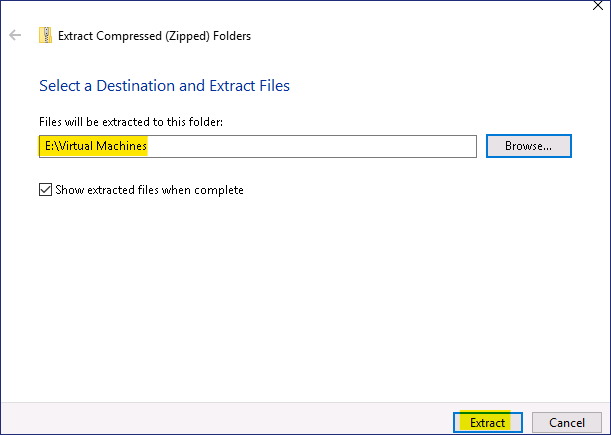 Extract Compressed (Zipped) Folders
Select a Destination and Extract Files
Files will be extracted to this folder:
E:\Virtual Machines
Browse...
Show extracted files when complete
Extract
Cancel